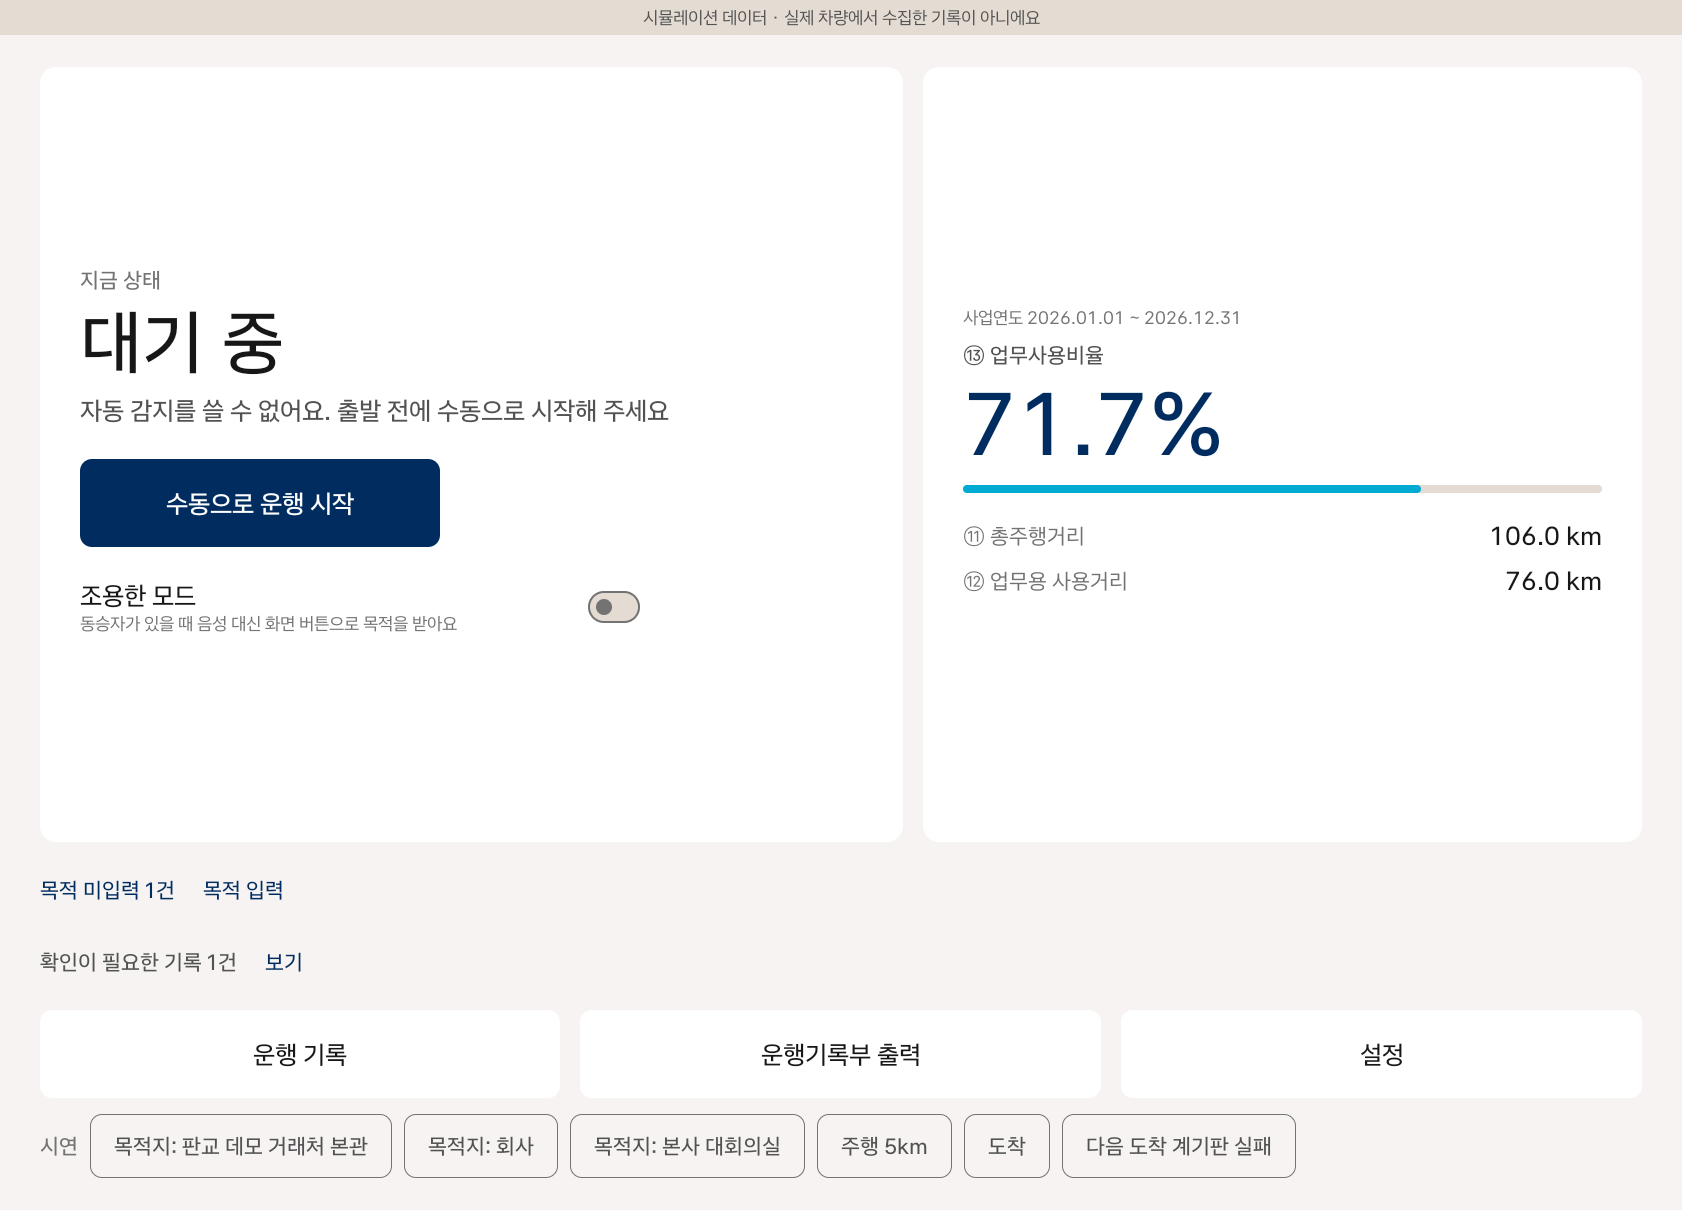 시뮬레이션 데이터 · 실제 차량에서 수집한 기록이 아니에요
지금 상태
대기 중
자동 감지를 쓸 수 없어요. 출발 전에 수동으로 시작해 주세요
수동으로 운행 시작
조용한 모드
동승자가 있을 때 음성 대신 화면 버튼으로 목적을 받아요
사업연도 2026.01.01 ~ 2026.12.31
⑬ 업무사용비율
71.7%
⑪ 총주행거리 106.0 km
⑫ 업무용 사용거리 76.0 km
목적 미입력 1건 목적 입력
확인이 필요한 기록 1건 보기
운행 기록 운행기록부 출력 설정
시연 목적지: 판교 데모 거래처 본관 목적지: 회사 목적지: 본사 대회의실 주행 5km 도착 다음 도착 계기판 실패